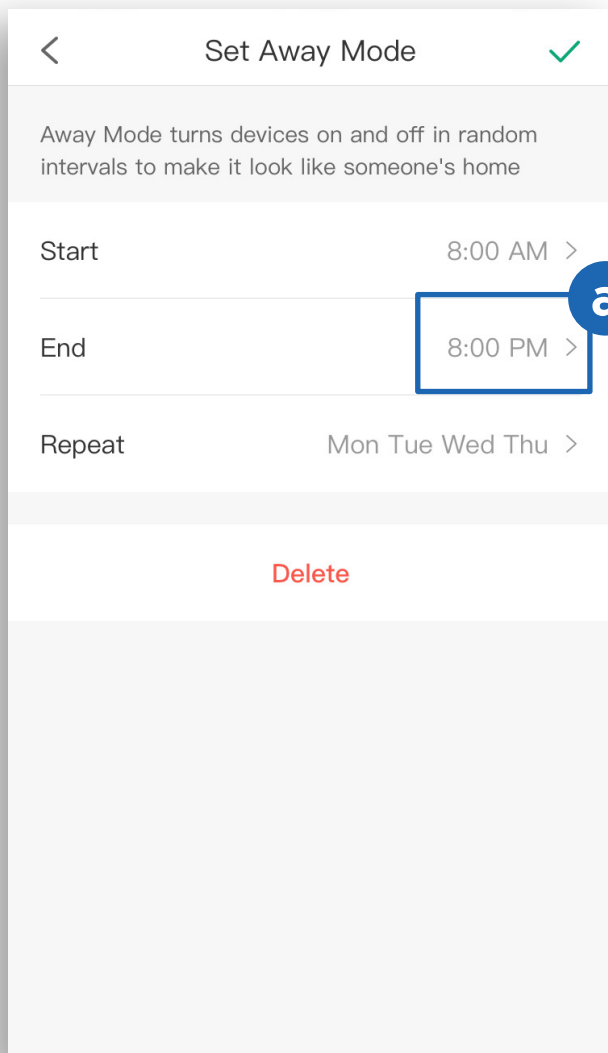 Set Away Mode
Away Mode turns devices on and off in random
intervals to make it look like someone's home
Start 8:00 AM
a
End 8:00 PM
Repeat Mon Tue Wed Thu
Delete